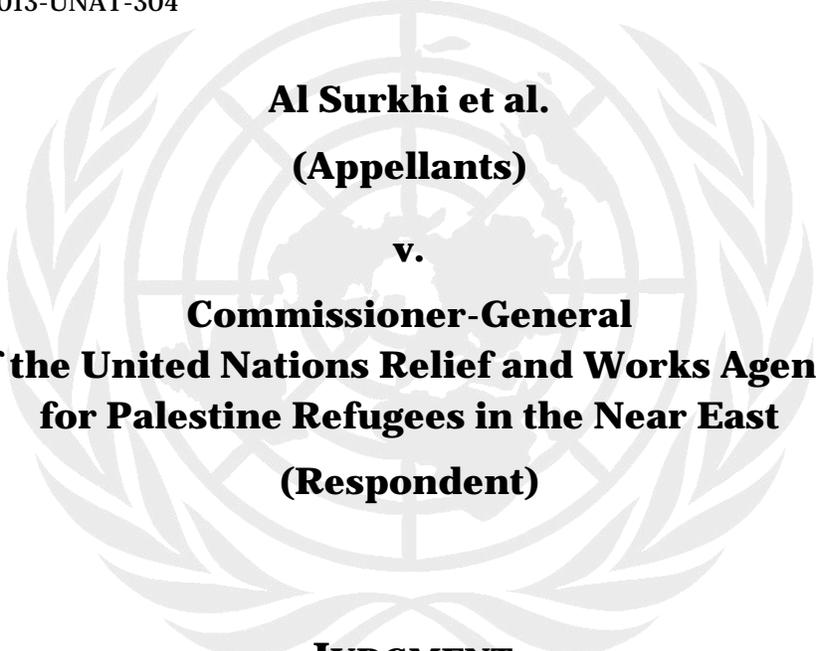 013-UNAT-304
Al Surkhi et al.
(Appellants)
v.
Commissioner-General
the United Nations Relief and Works Agen
for Palestine Refugees in the Near East
(Respondent)
JUDGMENT